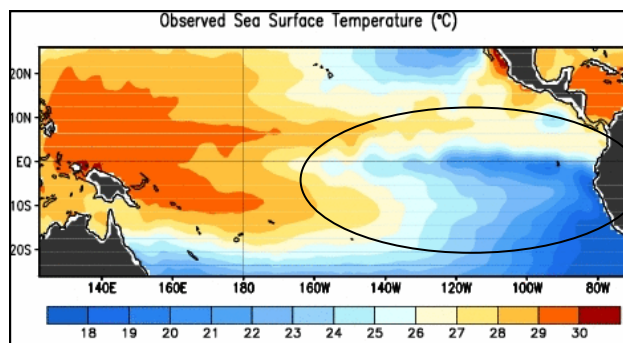 Observed Sea Surface Temperature (°C)
20N
10N
EQ
10S
20S
140E 160E 180 160W 140W 120W 100W 80W
18 19 20 21 22 23 24 25 26 27 28 29 30